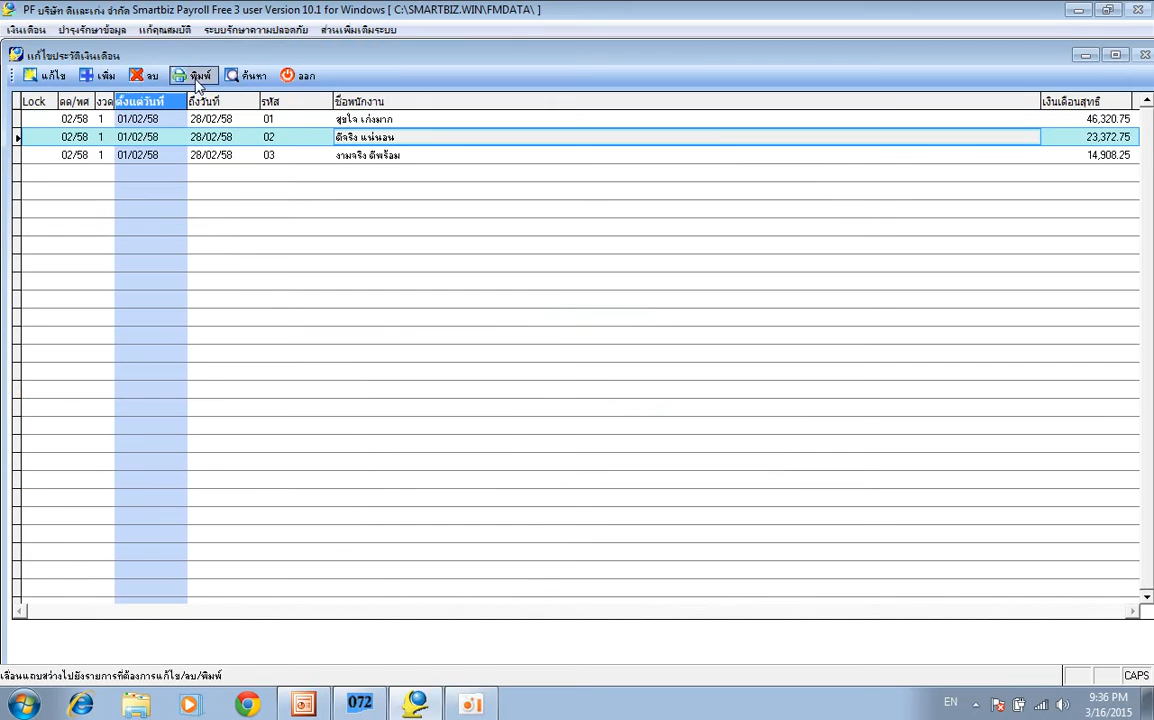 PF บริษัท ดีและเก่ง จำกัด Smartbiz Payroll Free 3 user Version 10.1 for Windows [ C:\SMARTBIZ.WIN\FMDATA\ ]
เงินเดือน บำรุงรักษาข้อมูล แก้คุณสมบัติ ระบบรักษาความปลอดภัย ส่วนเพิ่มเติมระบบ
แก้ไขประวัติเงินเดือน
แก้ไข เพิ่ม ลบ พิมพ์ ค้นหา ออก
Lock ดด/พศ งวด ตั้งแต่วันที่ ถึงวันที่ รหัส ชื่อพนักงาน เงินเดือนสุทธิ
02/58 1 01/02/58 28/02/58 01 สุขใจ เก่งมาก 46,320.75
02/58 1 01/02/58 28/02/58 02 ดีจริง แน่นอน 23,372.75
02/58 1 01/02/58 28/02/58 03 งามจริง ดีพร้อม 14,908.25
เลื่อนแถบสว่างไปยังรายการที่ต้องการแก้ไข/ลบ/พิมพ์ CAPS
072 EN 9:36 PM
3/16/2015